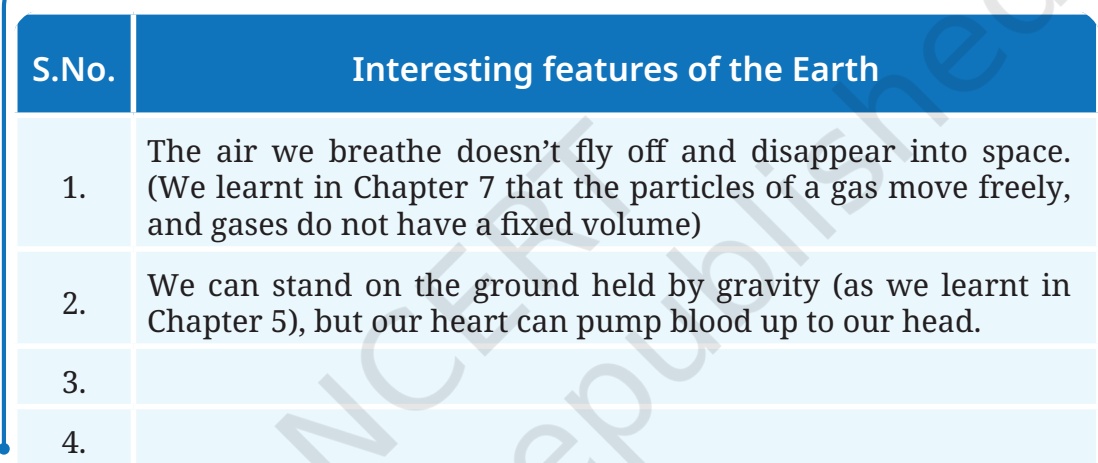 S.No. Interesting features of the Earth
1. The air we breathe doesn’t fly off and disappear into space.
(We learnt in Chapter 7 that the particles of a gas move freely,
and gases do not have a fixed volume)
2. We can stand on the ground held by gravity (as we learnt in
Chapter 5), but our heart can pump blood up to our head.
3.
4.
NCERT
republished